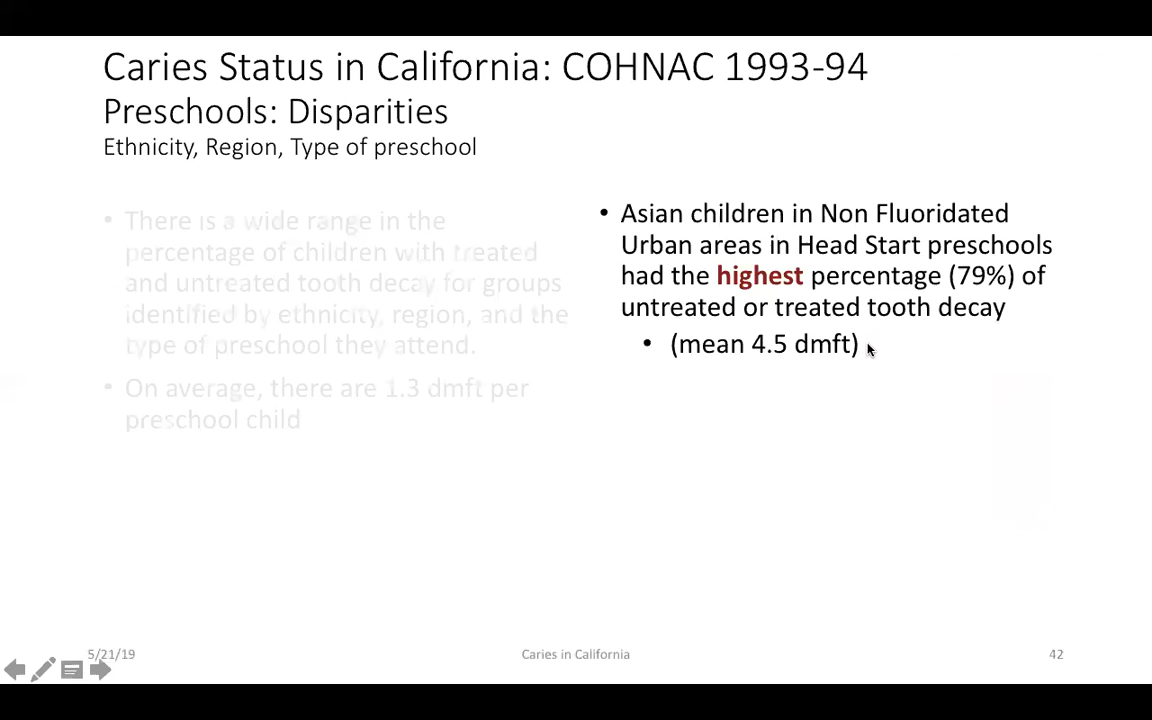 Caries Status in California: COHNAC 1993-94
Preschools: Disparities
Ethnicity, Region, Type of preschool
• There is a wide range in the
percentage of children with treated
and untreated tooth decay for groups
identified by ethnicity, region, and the
type of preschool they attend.
• On average, there are 1.3 dmft per
preschool child
• Asian children in Non Fluoridated
Urban areas in Head Start preschools
had the highest percentage (79%) of
untreated or treated tooth decay
• (mean 4.5 dmft)
5/21/19
Caries in California
42